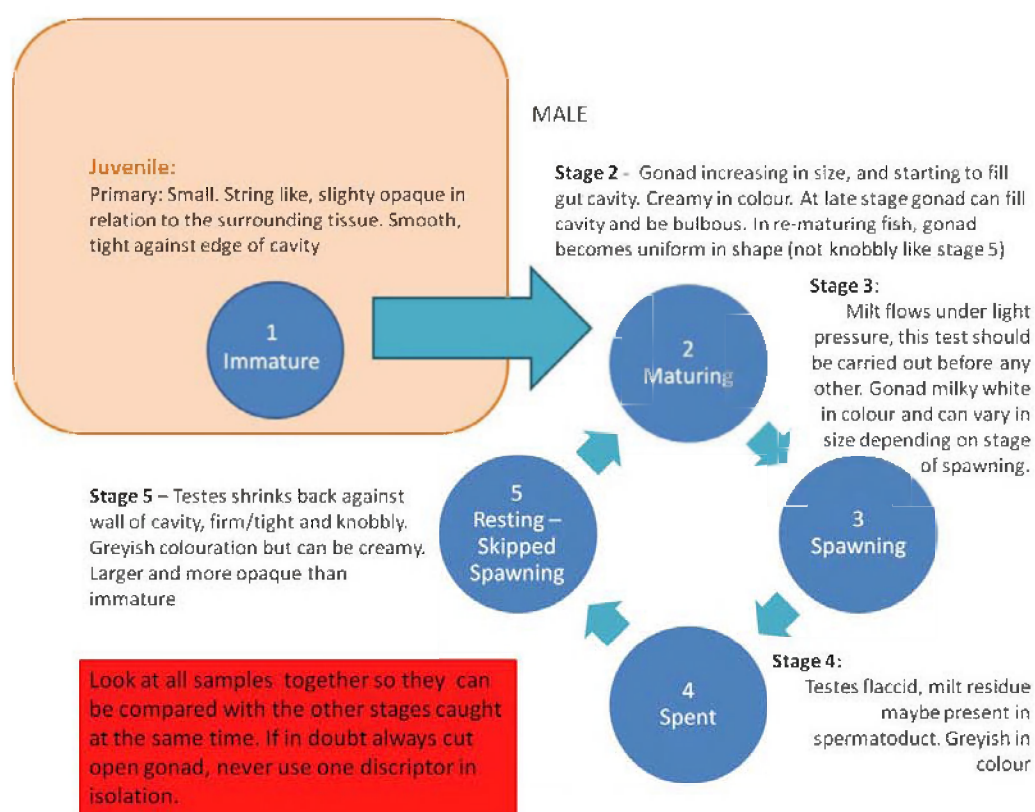 MALE
Juvenile:
Primary: Small. String like, slighty opaque in
relation to the surrounding tissue. Smooth,
tight against edge of cavity
1
Immature
Stage 2 - Gonad increasing in size, and starting to fill
gut cavity. Creamy in colour. At late stage gonad can fill
cavity and be bulbous. In re-maturing fish, gonad
becomes uniform in shape (not knobbly like stage 5)
2
Maturing
Stage 3:
Milt flows under light
pressure, this test should
be carried out before any
other. Gonad milky white
in colour and can vary in
size depending on stage
of spawning.
3
Spawning
Stage 4:
Testes flaccid, milt residue
maybe present in
spermatoduct. Greyish in
colour
4
Spent
Stage 5 – Testes shrinks back against
wall of cavity, firm/tight and knobbly.
Greyish colouration but can be creamy.
Larger and more opaque than
immature
5
Resting –
Skipped
Spawning
Look at all samples together so they can
be compared with the other stages caught
at the same time. If in doubt always cut
open gonad, never use one discriptor in
isolation.